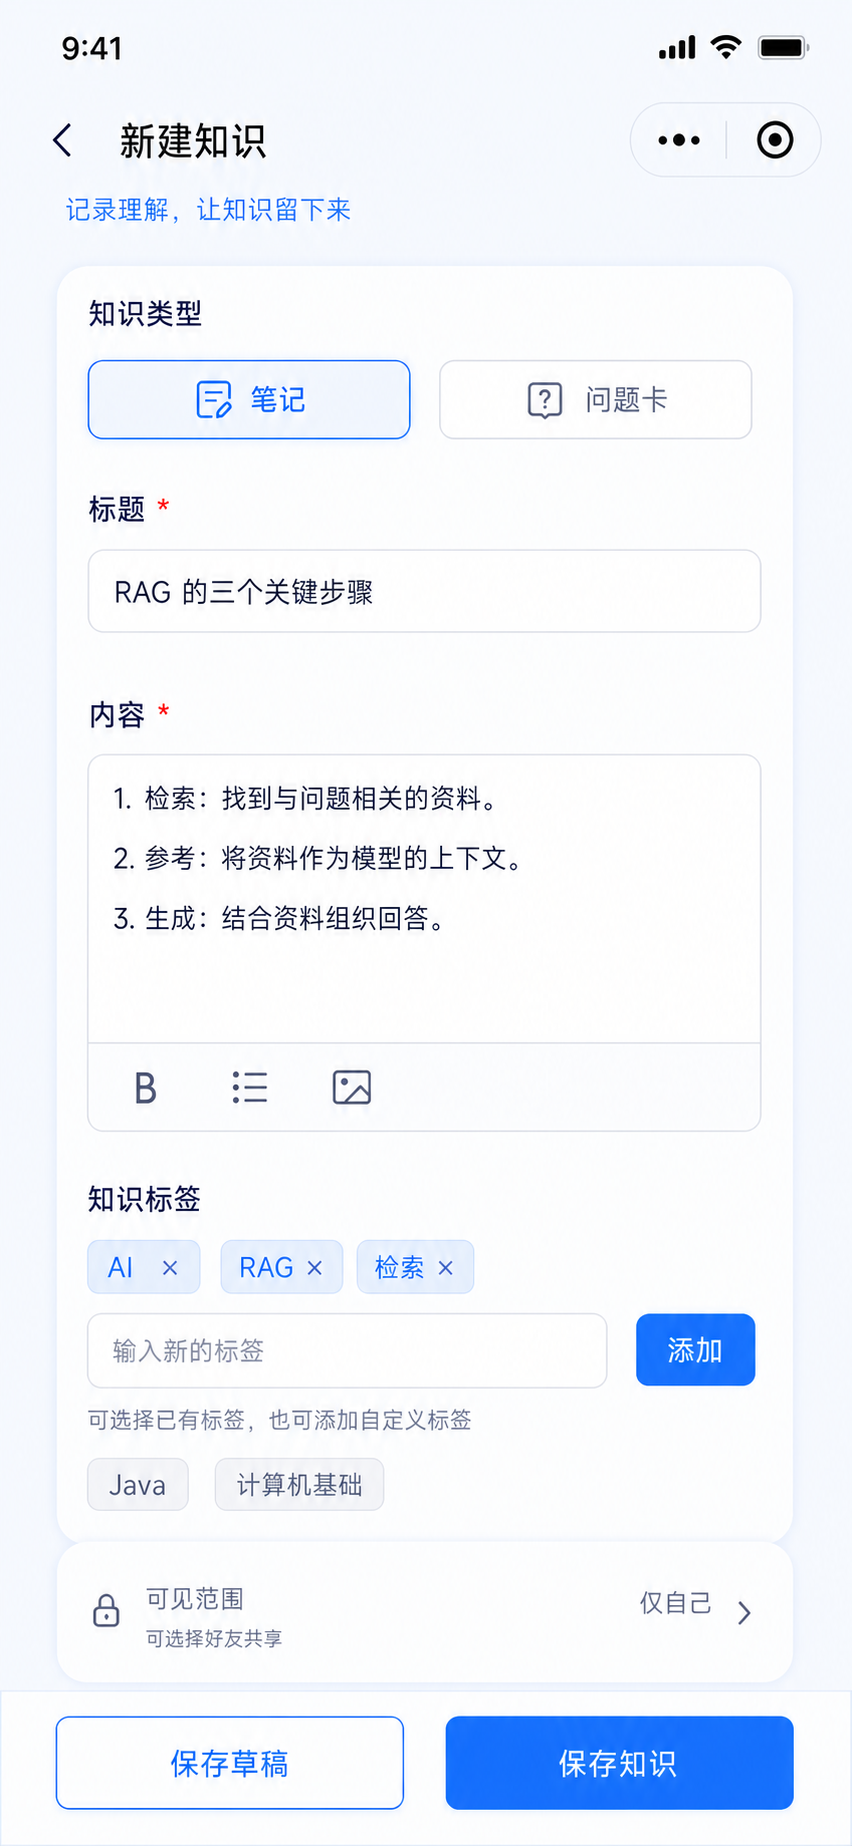 9:41
新建知识
记录理解，让知识留下来
知识类型
笔记
问题卡
标题 *
RAG 的三个关键步骤
内容 *
1. 检索：找到与问题相关的资料。
2. 参考：将资料作为模型的上下文。
3. 生成：结合资料组织回答。
B
知识标签
AI ×
RAG ×
检索 ×
输入新的标签
添加
可选择已有标签，也可添加自定义标签
Java
计算机基础
可见范围
仅自己
可选择好友共享
保存草稿
保存知识